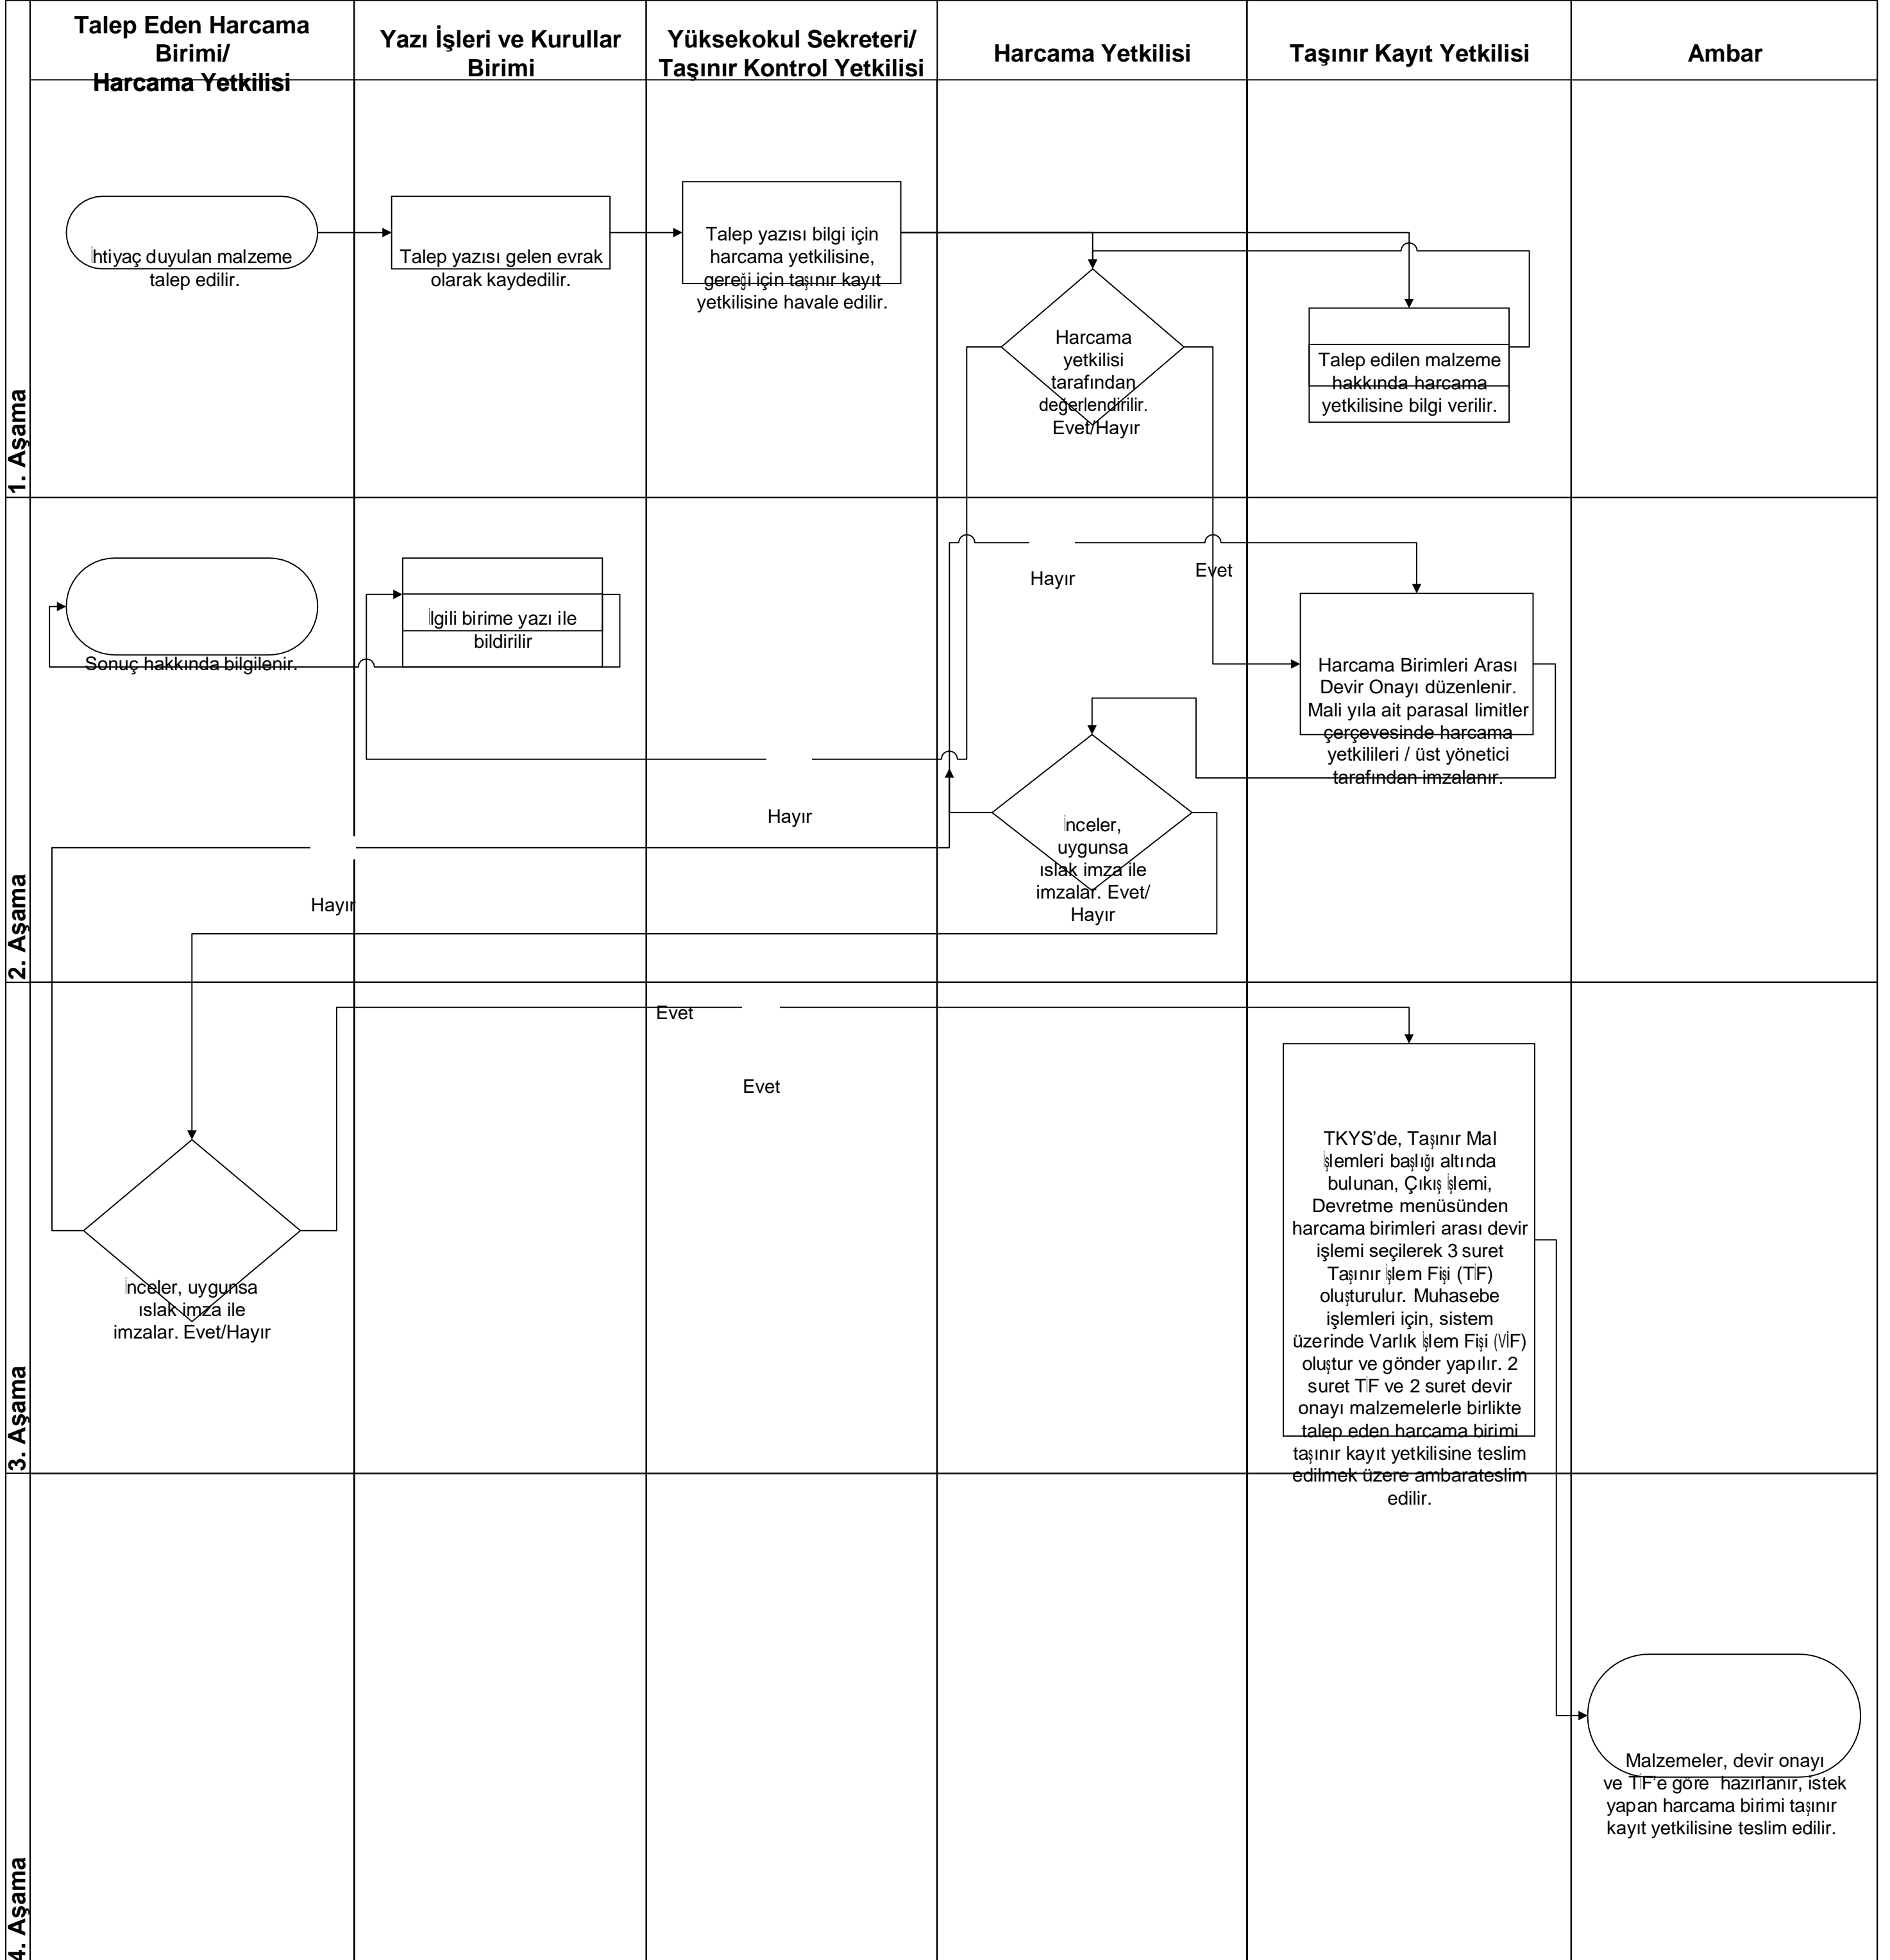 Talep Eden Harcama
Birimi/
Harcama Yetkilisi
Yazı İşleri ve Kurullar
Birimi
Yüksekokul Sekreteri/
Taşınır Kontrol Yetkilisi
Harcama Yetkilisi
Taşınır Kayıt Yetkilisi
Ambar
1. Aşama
İhtiyaç duyulan malzeme
talep edilir.
Talep yazısı gelen evrak
olarak kaydedilir.
Talep yazısı bilgi için
harcama yetkilisine,
gereği için taşınır kayıt
yetkilisine havale edilir.
Harcama
yetkilisi
tarafından
değerlendirilir.
Evet/Hayır
Talep edilen malzeme
hakkında harcama
yetkilisine bilgi verilir.
2. Aşama
Sonuç hakkında bilgilenir.
İlgili birime yazı ile
bildirilir
Hayır
Evet
Harcama Birimleri Arası
Devir Onayı düzenlenir.
Mali yıla ait parasal limitler
çerçevesinde harcama
yetkilileri / üst yönetici
tarafından imzalanır.
Hayır
İnceler,
uygunsa
ıslak imza ile
imzalar. Evet/
Hayır
Hayır
3. Aşama
Evet
Evet
İnceler, uygunsa
ıslak imza ile
imzalar. Evet/Hayır
TKYS’de, Taşınır Mal
İşlemleri başlığı altında
bulunan, Çıkış İşlemi,
Devretme menüsünden
harcama birimleri arası devir
işlemi seçilerek 3 suret
Taşınır İşlem Fişi (TİF)
oluşturulur. Muhasebe
işlemleri için, sistem
üzerinde Varlık İşlem Fişi (VİF)
oluştur ve gönder yapılır. 2
suret TİF ve 2 suret devir
onayı malzemelerle birlikte
talep eden harcama birimi
taşınır kayıt yetkilisine teslim
edilmek üzere ambarateslim
edilir.
4. Aşama
Malzemeler, devir onayı
ve TİF’e göre  hazırlanır, istek
yapan harcama birimi taşınır
kayıt yetkilisine teslim edilir.